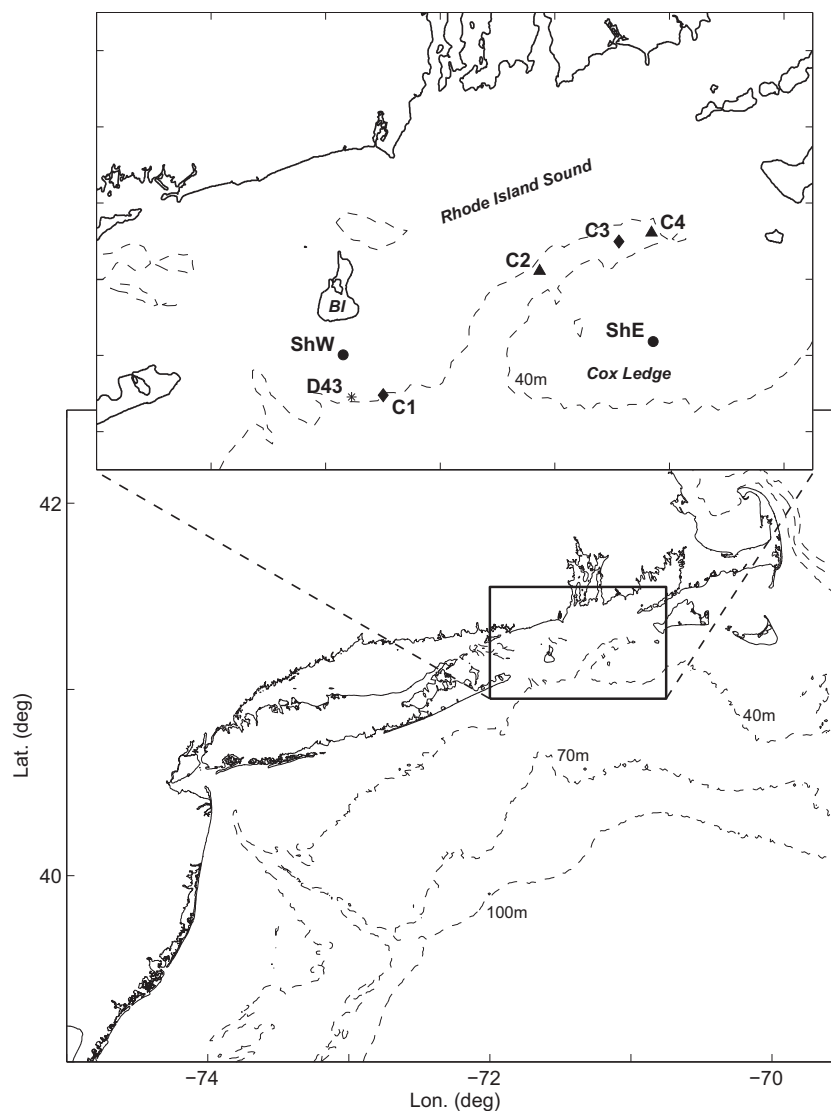 Rhode Island Sound
C4
C3
C2
BI
ShW
ShE
40m
Cox Ledge
D43
C1
42
40
Lat. (deg)
40m
70m
100m
−74
−72
−70
Lon. (deg)